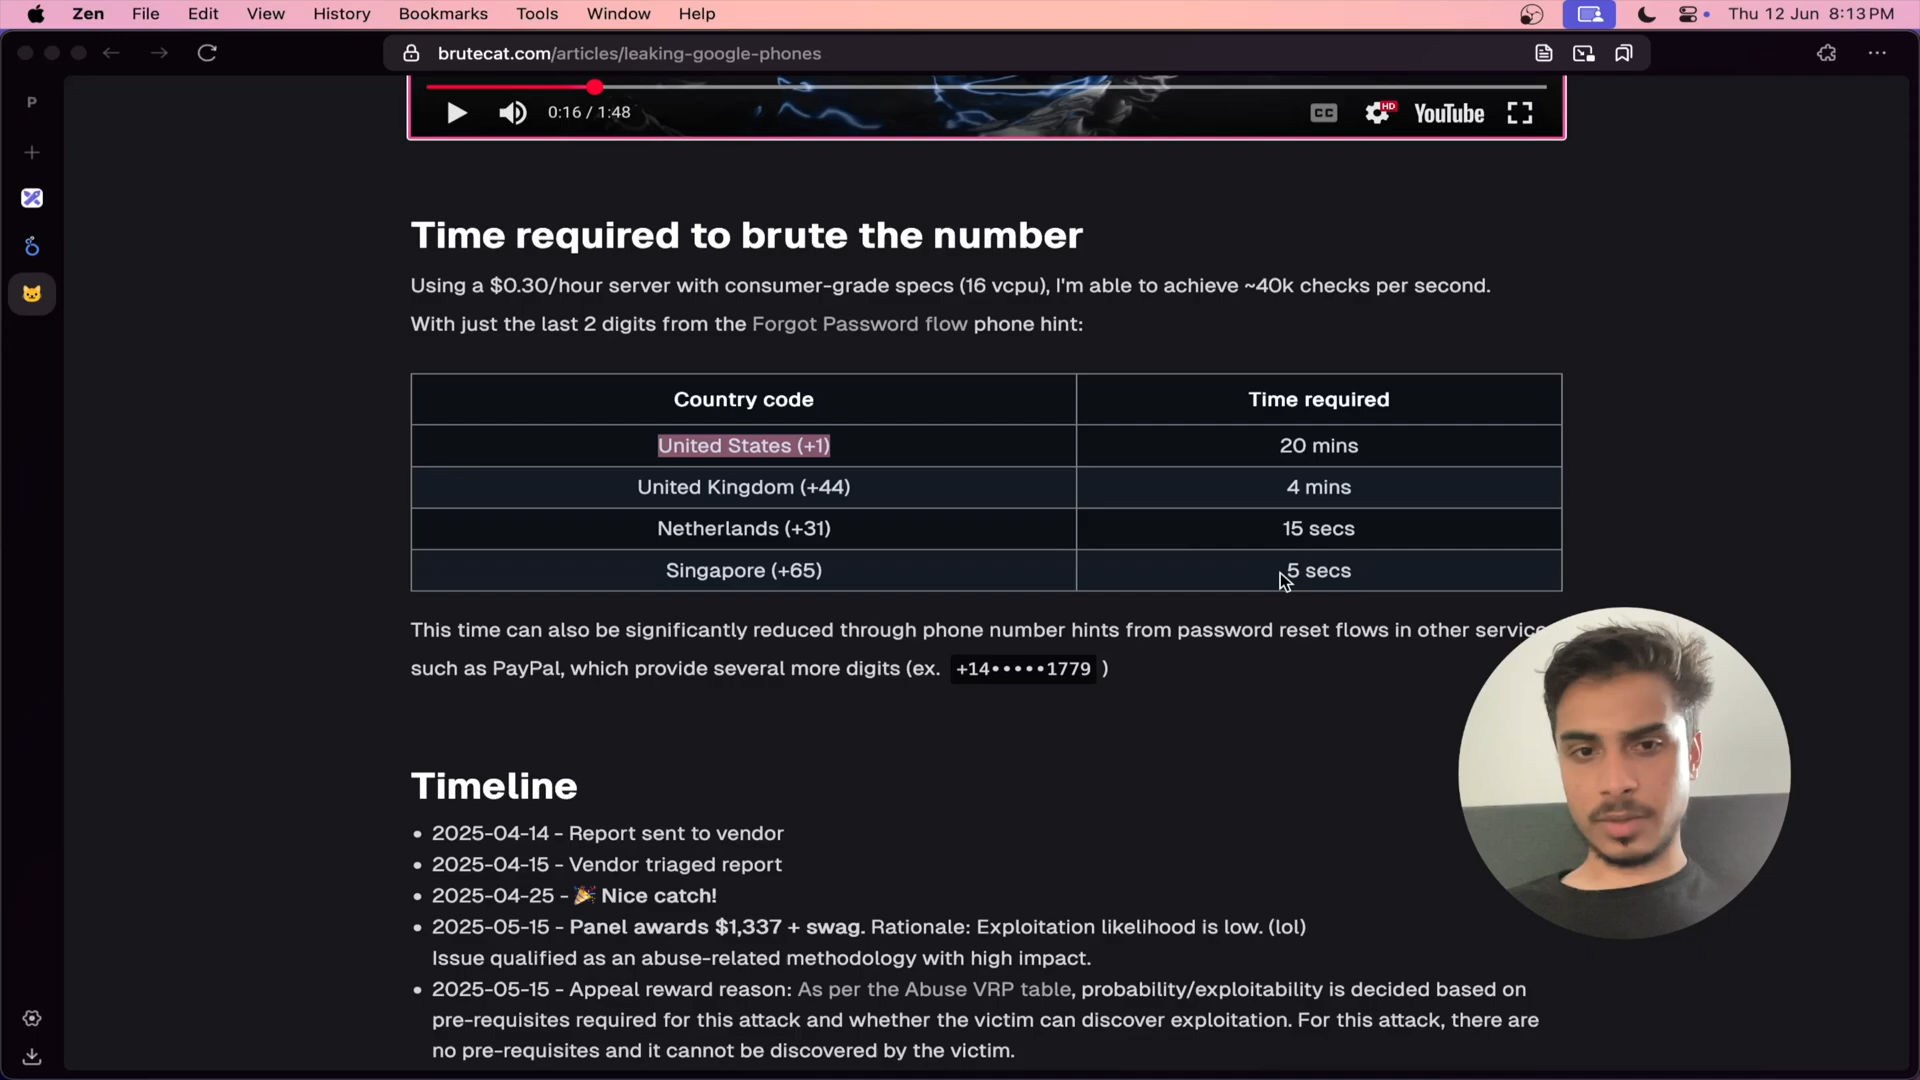 Zen File Edit View History Bookmarks Tools Window Help Thu 12 Jun 8:13 PM
brutecat.com/articles/leaking-google-phones
P
0:16 / 1:48 CC HD YouTube
Time required to brute the number
Using a $0.30/hour server with consumer-grade specs (16 vcpu), I'm able to achieve ~40k checks per second.
With just the last 2 digits from the Forgot Password flow phone hint:
Country code Time required
United States (+1) 20 mins
United Kingdom (+44) 4 mins
Netherlands (+31) 15 secs
Singapore (+65) 5 secs
This time can also be significantly reduced through phone number hints from password reset flows in other
such as PayPal, which provide several more digits (ex. +14•••••1779 )
Timeline
• 2025-04-14 - Report sent to vendor
• 2025-04-15 - Vendor triaged report
• 2025-04-25 - 🎉 Nice catch!
• 2025-05-15 - Panel awards $1,337 + swag. Rationale: Exploitation likelihood is low. (lol)
Issue qualified as an abuse-related methodology with high impact.
• 2025-05-15 - Appeal reward reason: As per the Abuse VRP table, probability/exploitability is decided based on
pre-requisites required for this attack and whether the victim can discover exploitation. For this attack, there are
no pre-requisites and it cannot be discovered by the victim.